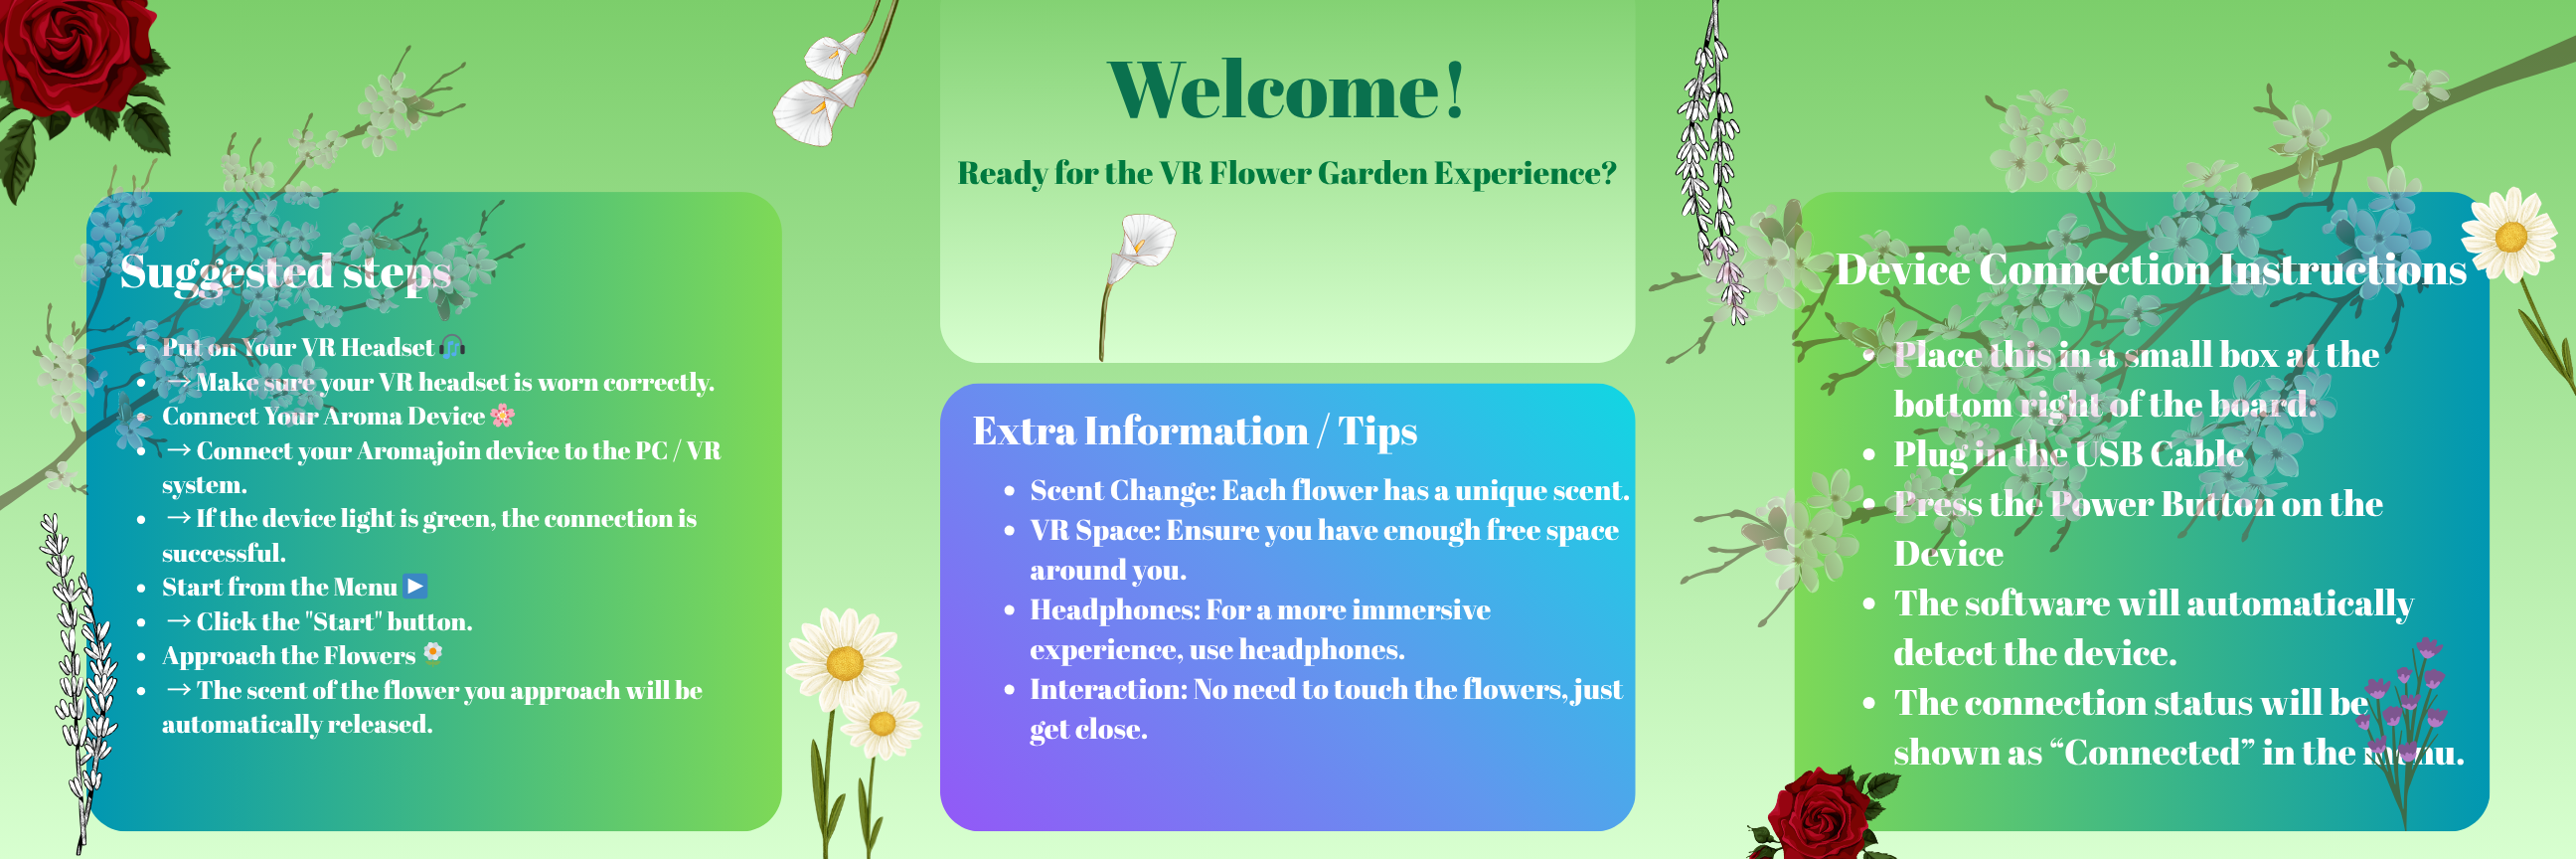 Suggested steps
• Put on Your VR Headset 🎧
• → Make sure your VR headset is worn correctly.
• Connect Your Aroma Device 🌸
• → Connect your Aromajoin device to the PC / VR
system.
• → If the device light is green, the connection is
successful.
• Start from the Menu ▶️
• → Click the "Start" button.
• Approach the Flowers 🌼
• → The scent of the flower you approach will be
automatically released.
Welcome!
Ready for the VR Flower Garden Experience?
Extra Information / Tips
• Scent Change: Each flower has a unique scent.
• VR Space: Ensure you have enough free space
around you.
• Headphones: For a more immersive
experience, use headphones.
• Interaction: No need to touch the flowers, just
get close.
Device Connection Instructions
• Place this in a small box at the
bottom right of the board:
• Plug in the USB Cable
• Press the Power Button on the
Device
• The software will automatically
detect the device.
• The connection status will be
shown as “Connected” in the menu.